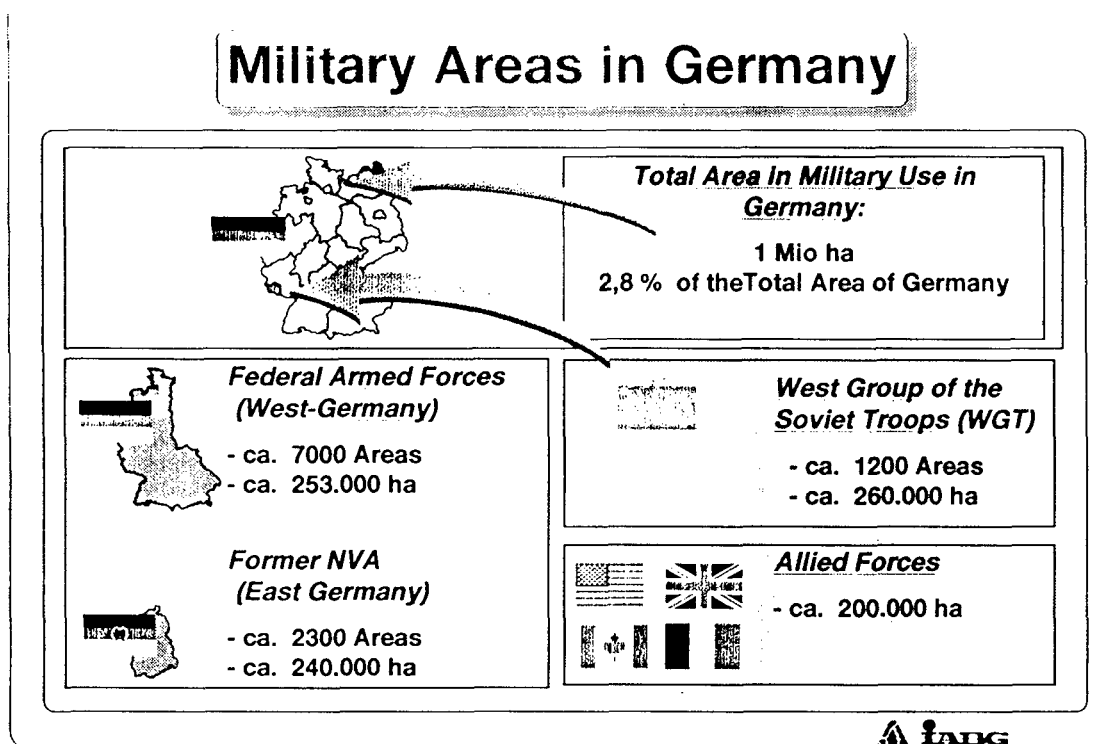 Military Areas in Germany
Total Area In Military Use in
Germany:
1 Mio ha
2,8 % of theTotal Area of Germany
Federal Armed Forces
(West-Germany)
- ca. 7000 Areas
- ca. 253.000 ha
Former NVA
(East Germany)
- ca. 2300 Areas
- ca. 240.000 ha
West Group of the
Soviet Troops (WGT)
- ca. 1200 Areas
- ca. 260.000 ha
Allied Forces
- ca. 200.000 ha